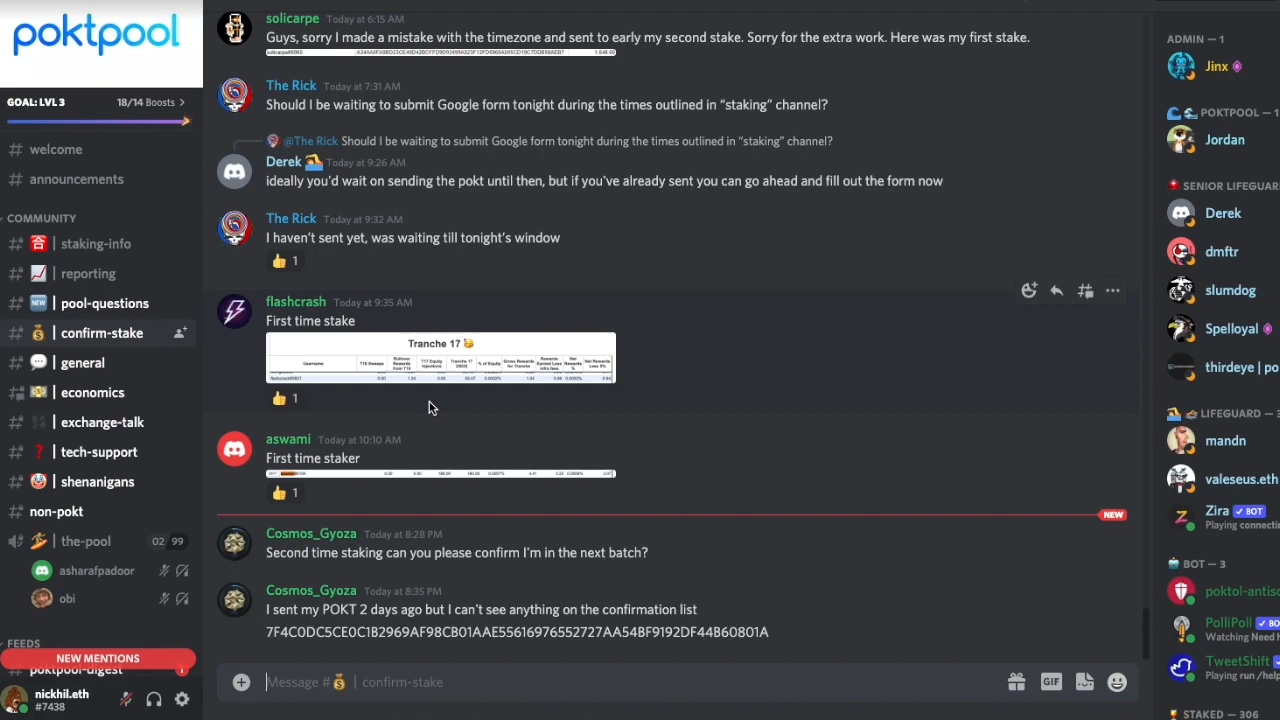 poktpool
GOAL: LVL 3
18/14 Boosts >
# welcome
# announcements
COMMUNITY
staking-info
reporting
pool-questions
confirm-stake
general
economics
exchange-talk
tech-support
shenanigans
non-pokt
the-pool
02 99
asharafpadoor
obi
FEEDS
NEW MENTIONS
poktpool-digest
nickhil.eth
#7438
solicarpe Today at 6:15 AM
Guys, sorry I made a mistake with the timezone and sent to early my second stake. Sorry for the extra work. Here was my first stake.
The Rick Today at 7:31 AM
Should I be waiting to submit Google form tonight during the times outlined in “staking” channel?
@The Rick Should I be waiting to submit Google form tonight during the times outlined in “staking” channel?
Derek Today at 9:26 AM
ideally you'd wait on sending the pokt until then, but if you've already sent you can go ahead and fill out the form now
The Rick Today at 9:32 AM
I haven't sent yet, was waiting till tonight's window
1
flashcrash Today at 9:35 AM
First time stake
Tranche 17
1
aswami Today at 10:10 AM
First time staker
1
NEW
Cosmos_Gyoza Today at 8:28 PM
Second time staking can you please confirm I'm in the next batch?
Cosmos_Gyoza Today at 8:35 PM
I sent my POKT 2 days ago but I can't see anything on the confirmation list
7F4C0DC5CE0C1B2969AF98CB01AAE55616976552727AA54BF9192DF44B60801A
Message # | confirm-stake
GIF
ADMIN — 1
Jinx
POKTPOOL — 1
Jordan
SENIOR LIFEGUAR
Derek
dmftr
slumdog
Spelloyal
thirdeye | po
LIFEGUARD — 3
mandn
valeseus.eth
Zira ✓ BOT
Playing connecti
BOT — 3
poktol-antisc
PolliPoll ✓ BO
Watching Need
TweetShift
Playing run /help
STAKED — 306